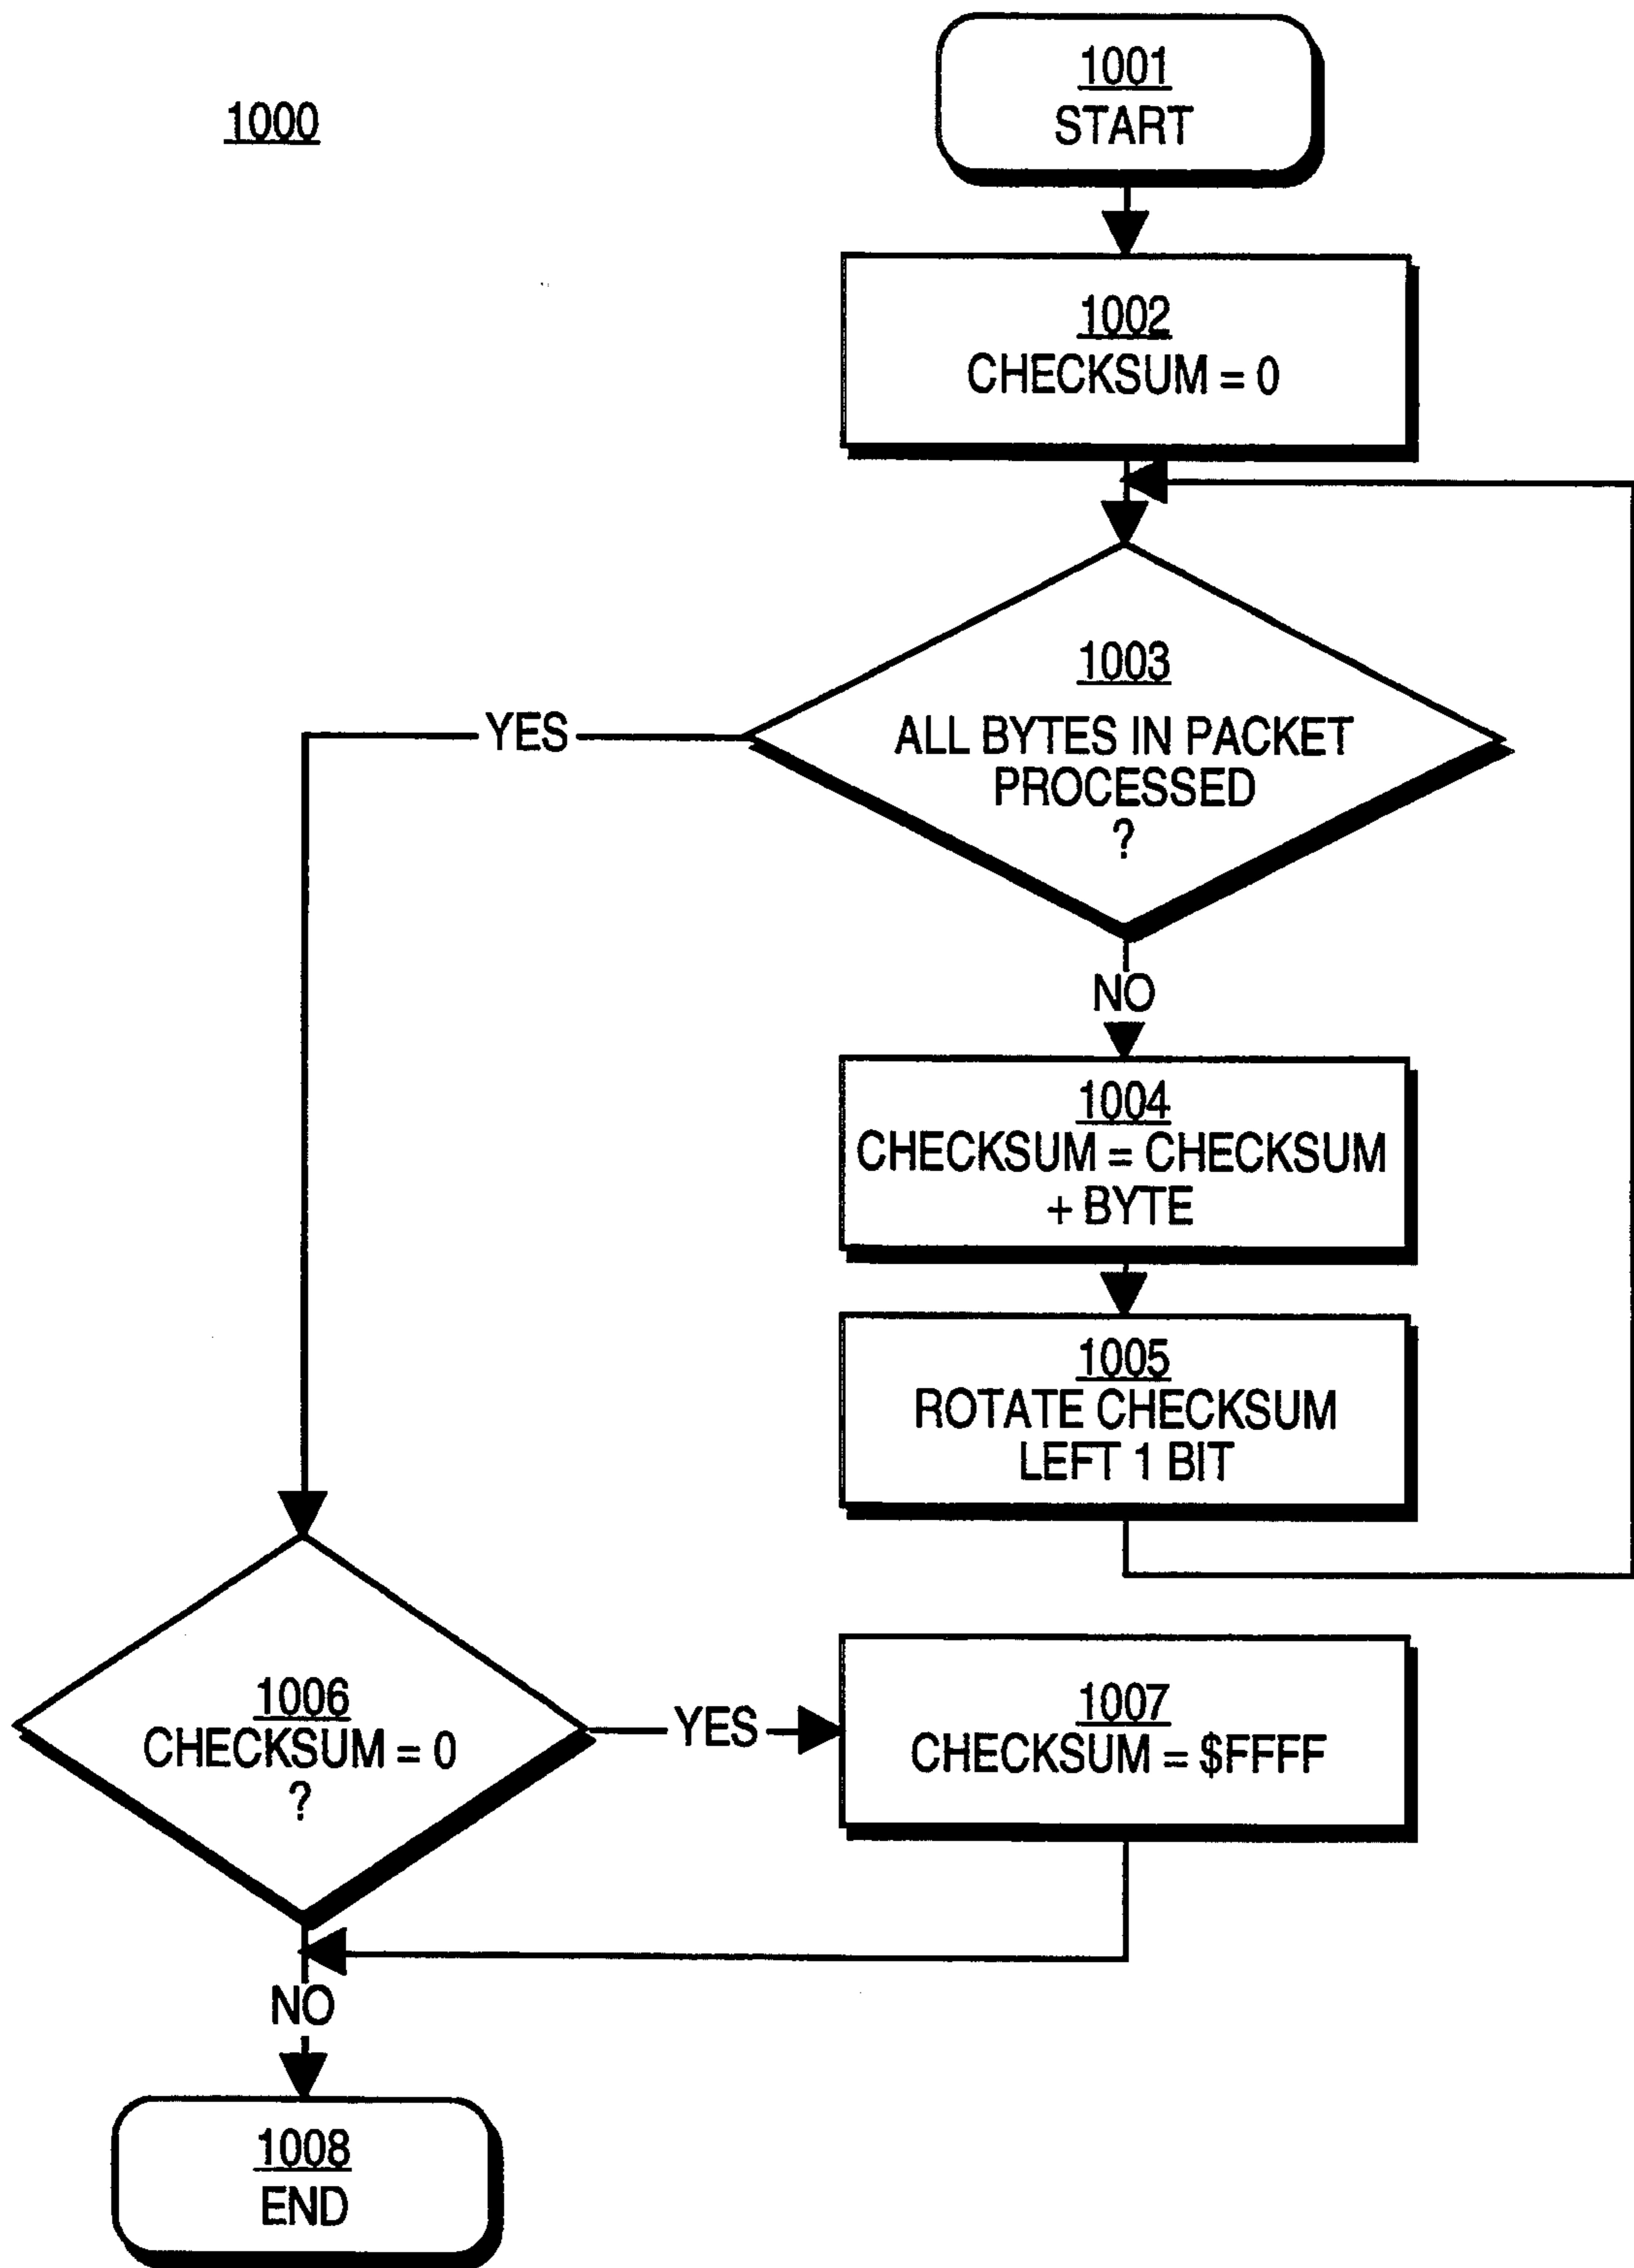 1000
1001
START
1002
CHECKSUM = 0
1003
ALL BYTES IN PACKET
PROCESSED
?
YES
NO
1004
CHECKSUM = CHECKSUM
+ BYTE
1005
ROTATE CHECKSUM
LEFT 1 BIT
1006
CHECKSUM = 0
?
YES
1007
CHECKSUM = $FFFF
NO
1008
END